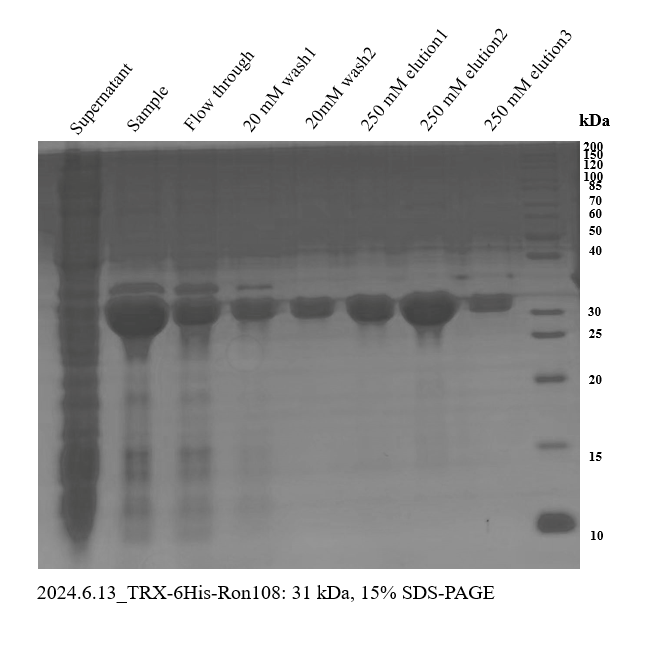 Supernatant
Sample
Flow through
20 mM wash1
20mM wash2
250 mM elution1
250 mM elution2
250 mM elution3
kDa
200
150
120
100
85
70
60
50
40
30
25
20
15
10
2024.6.13_TRX-6His-Ron108: 31 kDa, 15% SDS-PAGE